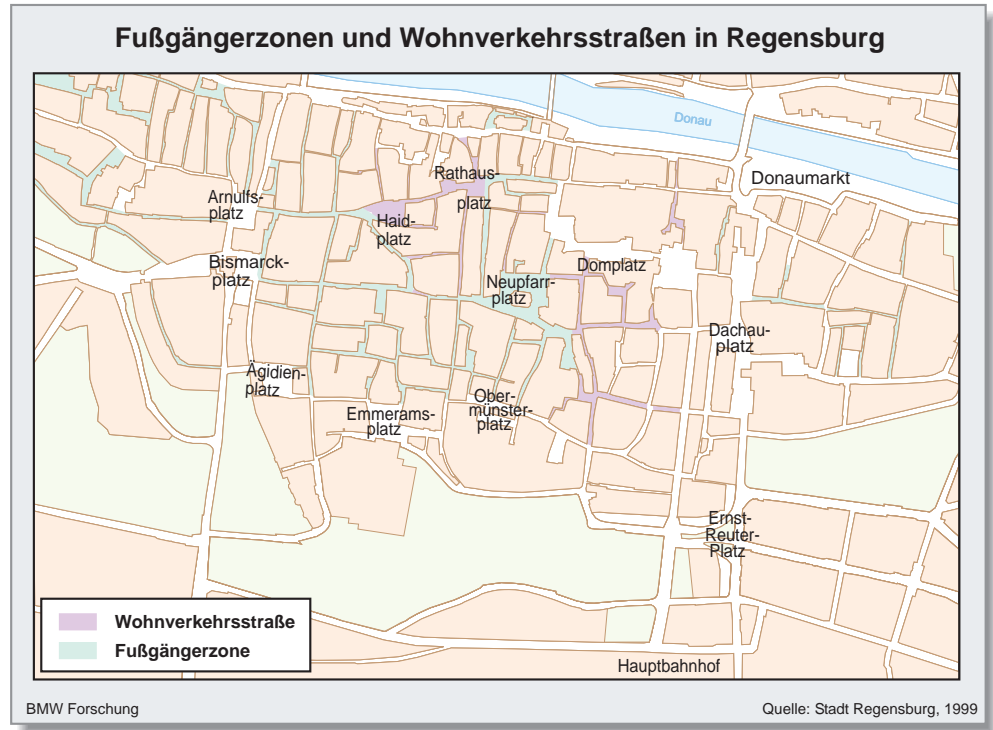 Fußgängerzonen und Wohnverkehrsstraßen in Regensburg
Donau
Donaumarkt
Rathaus-
platz
Arnulfs-
platz
Haid-
platz
Bismarck-
platz
Domplatz
Neupfarr-
platz
Dachau-
platz
Ägidien-
platz
Ober-
münster-
platz
Emmerams-
platz
Ernst-
Reuter-
Platz
Wohnverkehrsstraße
Fußgängerzone
Hauptbahnhof
BMW Forschung
Quelle: Stadt Regensburg, 1999